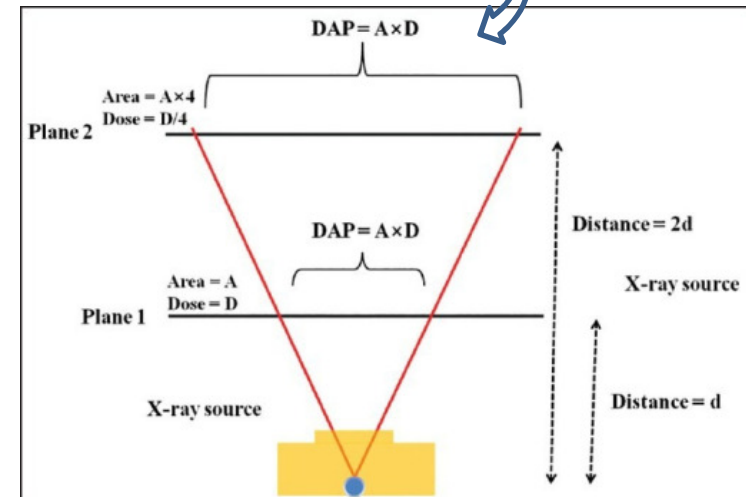 DAP = A×D
Area = A×4
Dose = D/4
Plane 2
Distance = 2d
DAP = A×D
X-ray source
Area = A
Dose = D
Plane 1
Distance = d
X-ray source